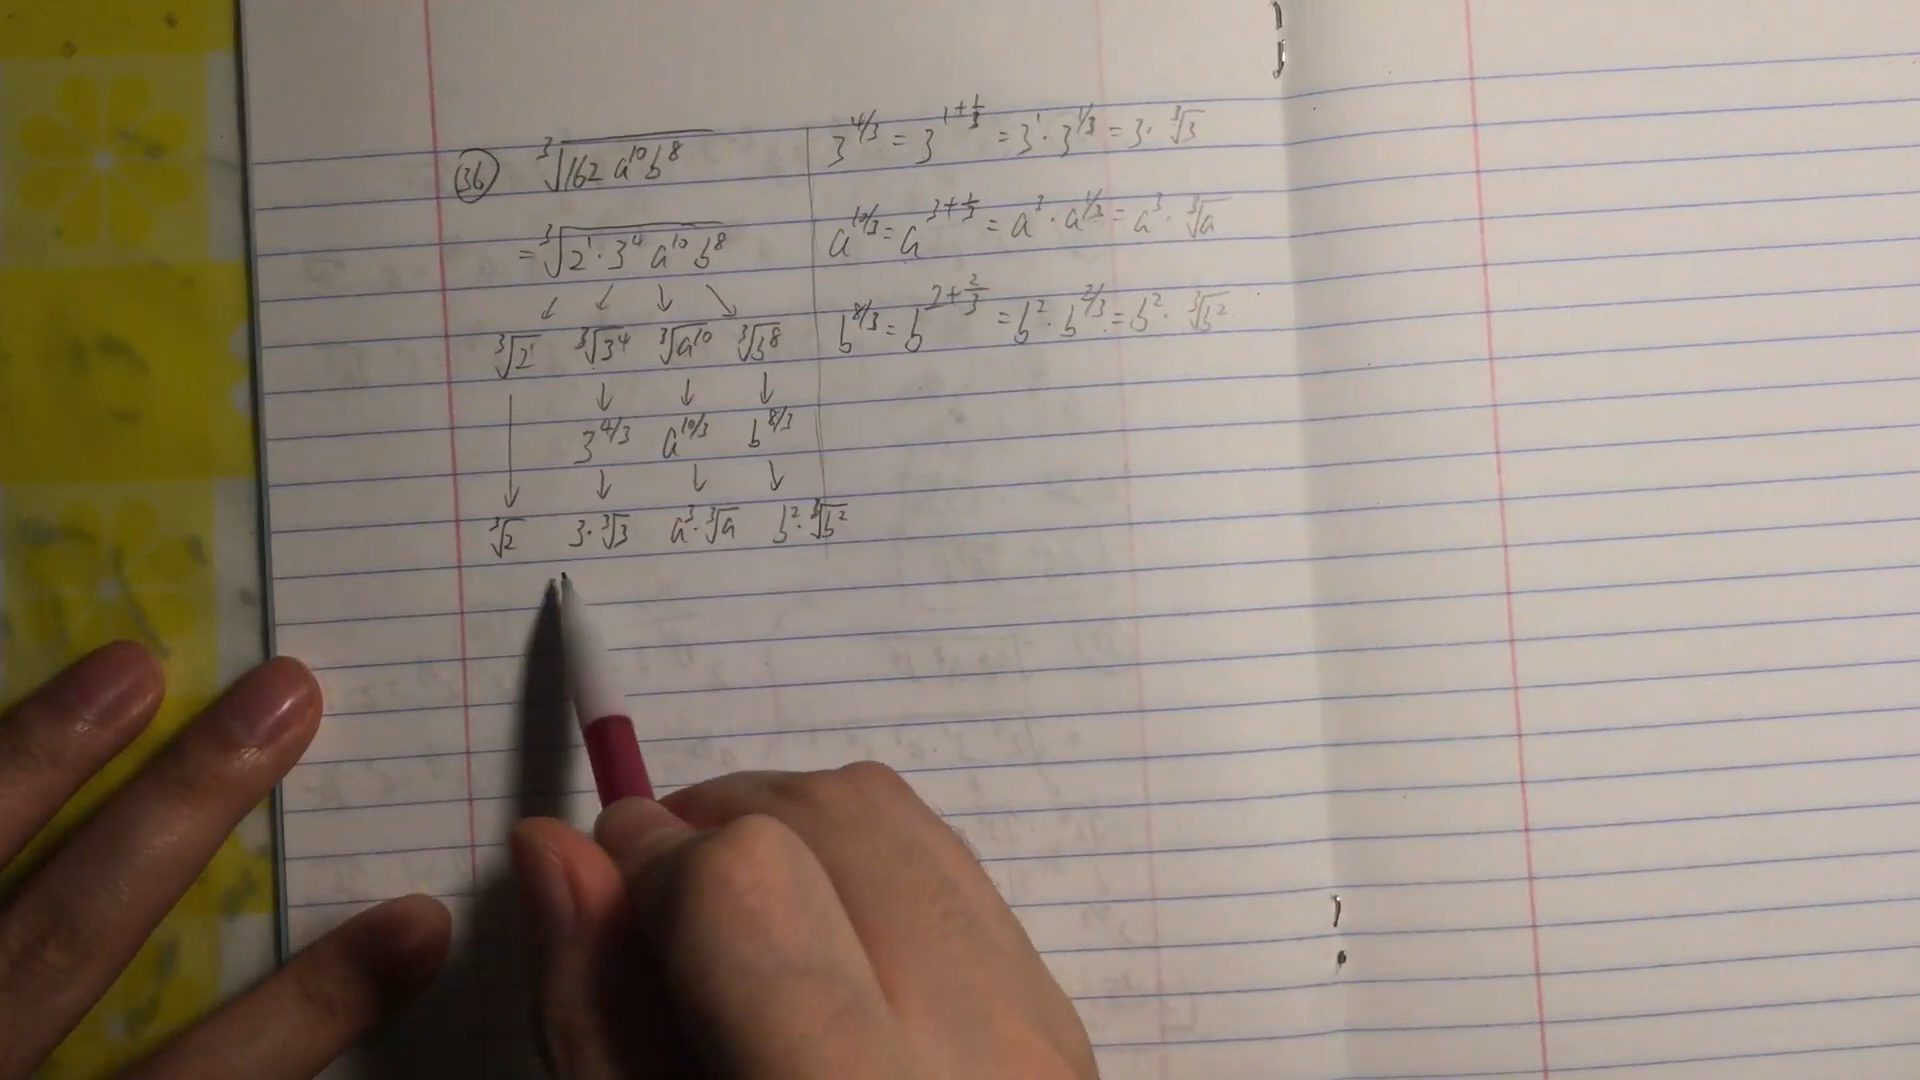 (36) ∛(162 a¹⁰b⁸)
= ∛(2¹·3⁴ a¹⁰ b⁸)
↙ ↙ ↘ ↘
∛2¹ ∛3⁴ ∛a¹⁰ ∛b⁸
↓ ↓ ↓
3^(4/3) a^(10/3) b^(8/3)
↓ ↓ ↓ ↓
∛2 3·∛3 a³·∛a b²·∛b²
3^(4/3) = 3^(1+1/3) = 3¹·3^(1/3) = 3·∛3
a^(10/3) = a^(3+1/3) = a³·a^(1/3) = a³·∛a
b^(8/3) = b^(2+2/3) = b²·b^(2/3) = b²·∛b²